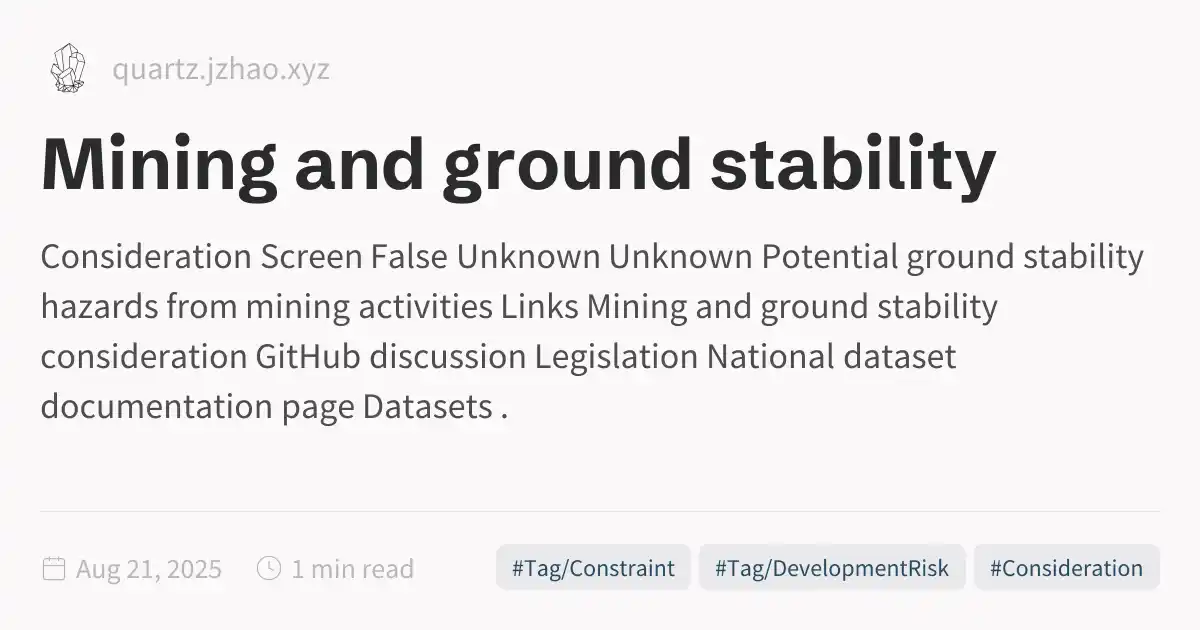 quartz.jzhao.xyz
Mining and ground stability
Consideration Screen False Unknown Unknown Potential ground stability
hazards from mining activities Links Mining and ground stability
consideration GitHub discussion Legislation National dataset
documentation page Datasets .
Aug 21, 2025 1 min read #Tag/Constraint #Tag/DevelopmentRisk #Consideration